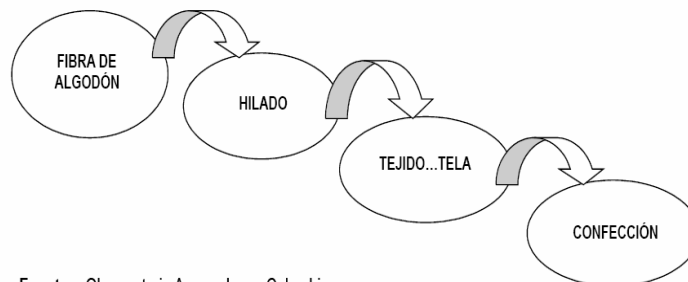 FIBRA DE
ALGODÓN
HILADO
TEJIDO...TELA
CONFECCIÓN